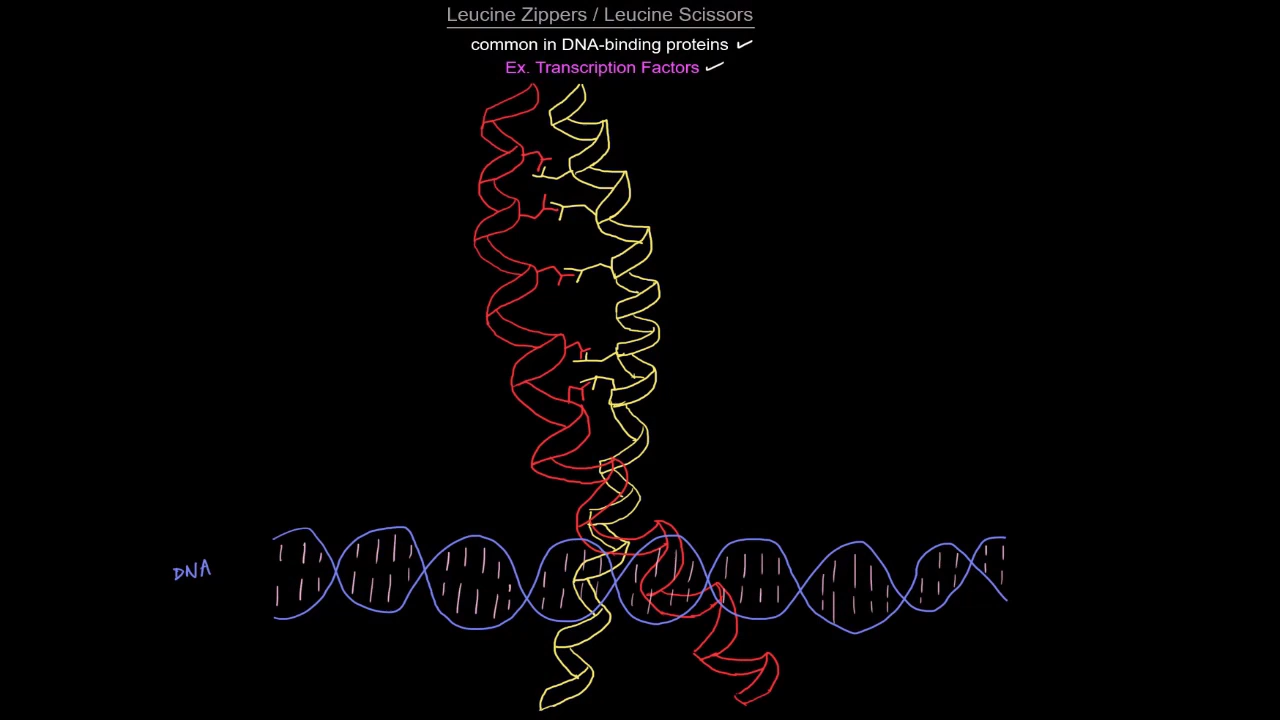 Leucine Zippers / Leucine Scissors
common in DNA-binding proteins
Ex. Transcription Factors
DNA